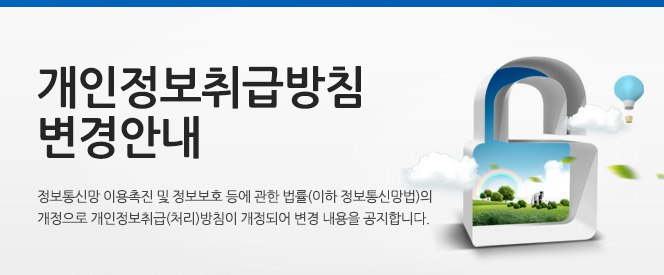 개인정보취급방침
변경안내
정보통신망 이용촉진 및 정보보호 등에 관한 법률(이하 정보통신망법)의
개정으로 개인정보취급(처리)방침이 개정되어 변경 내용을 공지합니다.